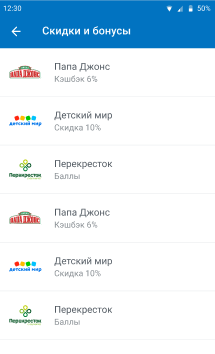 12:30 50%
Скидки и бонусы
ПАПА ДЖОНС Папа Джонс
Кэшбэк 6%
детский мир Детский мир
Скидка 10%
Перекресток Перекресток
Баллы
ПАПА ДЖОНС Папа Джонс
Кэшбэк 6%
детский мир Детский мир
Скидка 10%
Перекресток Перекресток
Баллы